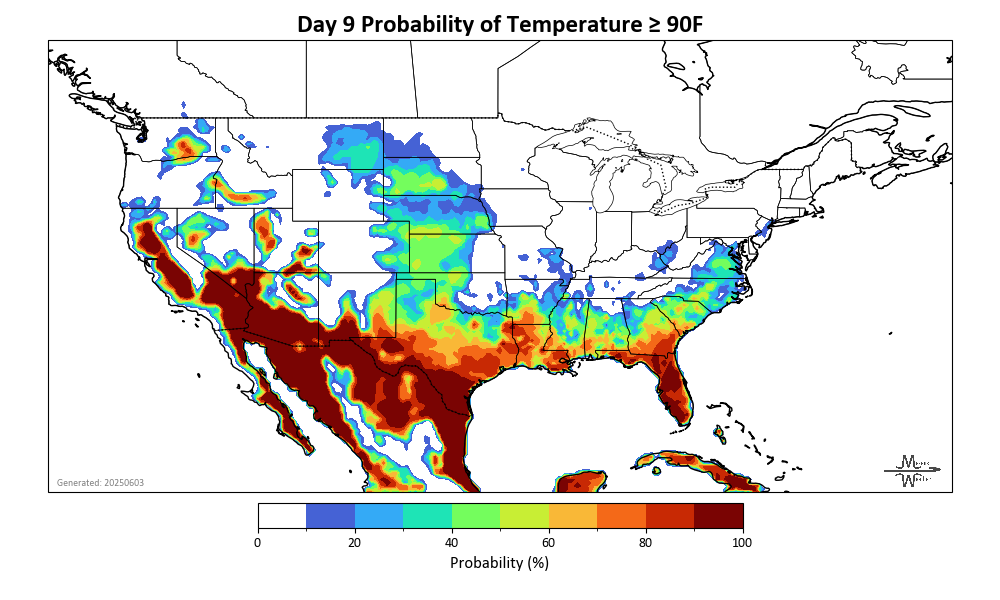 Day 9 Probability of Temperature ≥ 90F
Generated: 20250603
0 20 40 60 80 100
Probability (%)